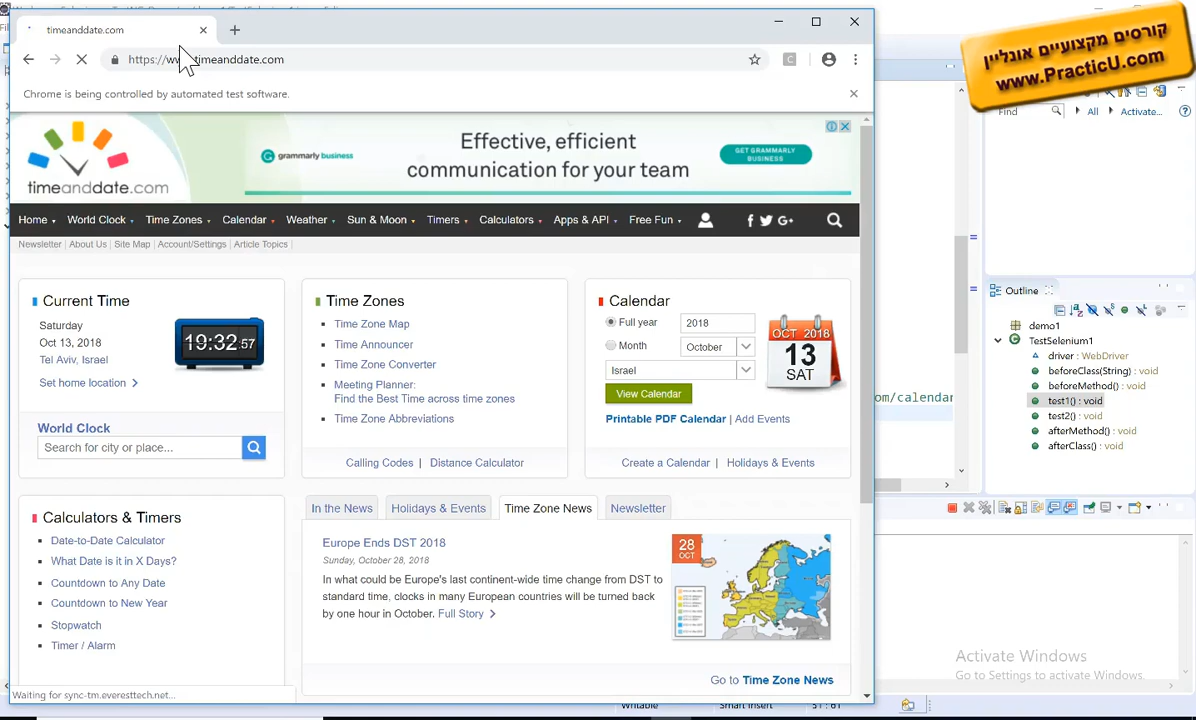 timeanddate.com
https://www.timeanddate.com
Chrome is being controlled by automated test software.
קורסים מקצועיים אונליין
www.PracticU.com
Find
All
Activate...
timeanddate.com
grammarly business
Effective, efficient
communication for your team
GET GRAMMARLY
BUSINESS
Home World Clock Time Zones Calendar Weather Sun & Moon Timers Calculators Apps & API Free Fun
Newsletter | About Us | Site Map | Account/Settings | Article Topics |
Current Time
Saturday
Oct 13, 2018
Tel Aviv, Israel
Set home location
19:32:57
World Clock
Search for city or place...
Time Zones
Time Zone Map
Time Announcer
Time Zone Converter
Meeting Planner:
Find the Best Time across time zones
Time Zone Abbreviations
Calling Codes | Distance Calculator
Calendar
Full year 2018
Month October
Israel
View Calendar
OCT 2018
13
SAT
Printable PDF Calendar | Add Events
Create a Calendar | Holidays & Events
Calculators & Timers
Date-to-Date Calculator
What Date is it in X Days?
Countdown to Any Date
Countdown to New Year
Stopwatch
Timer / Alarm
In the News Holidays & Events Time Zone News Newsletter
Europe Ends DST 2018
Sunday, October 28, 2018
In what could be Europe's last continent-wide time change from DST to
standard time, clocks in many European countries will be turned back
by one hour in October. Full Story
28
OCT
Go to Time Zone News
Waiting for sync-tm.everesttech.net...
Outline
demo1
TestSelenium1
driver : WebDriver
beforeClass(String) : void
beforeMethod() : void
test1() : void
test2() : void
afterMethod() : void
afterClass() : void
om/calendar
Activate Windows
Go to Settings to activate Windows.
Writable
Smart Insert
51 : 61